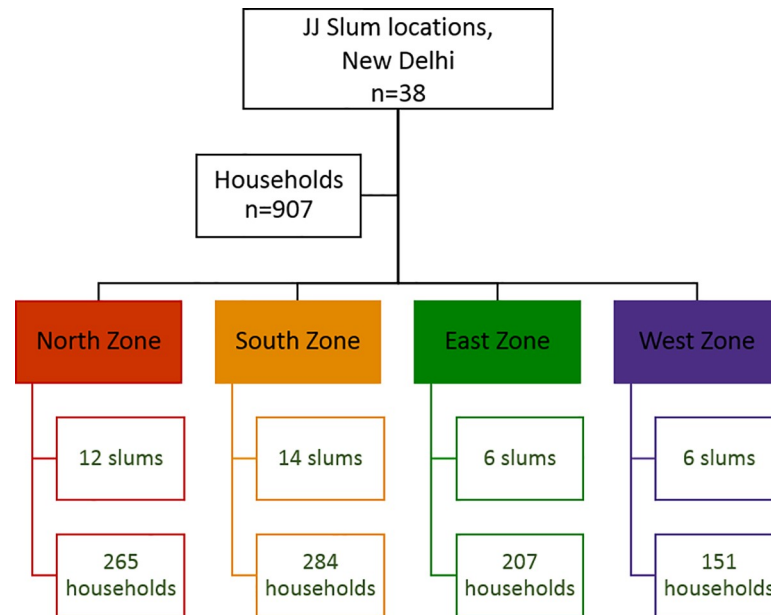 JJ Slum locations,
New Delhi
n=38
Households
n=907
North Zone
South Zone
East Zone
West Zone
12 slums
14 slums
6 slums
6 slums
265
households
284
households
207
households
151
households